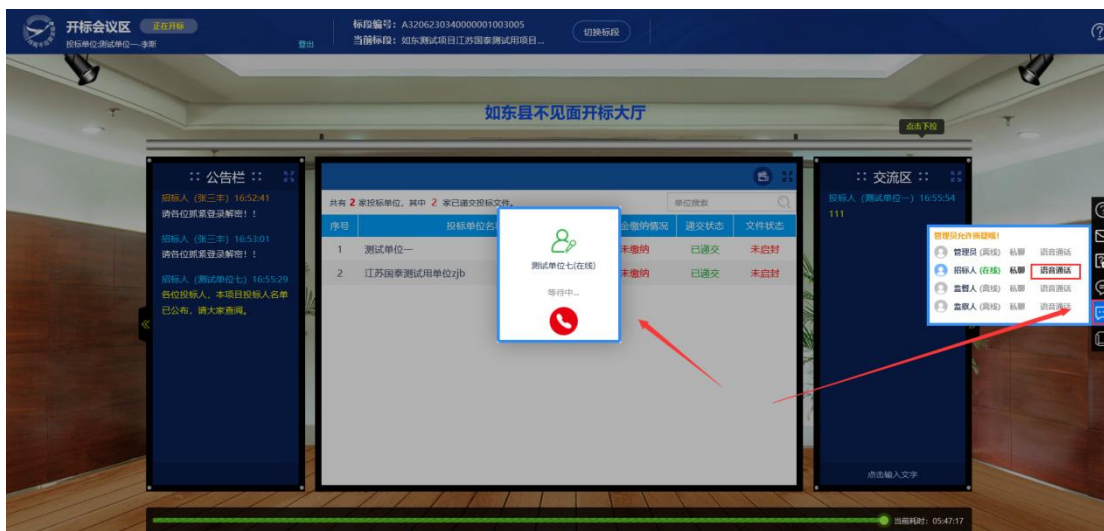 开标会议区 正在开标
投标单位:测试单位一-李斯 登出
标段编号: A3206230340000001003005
当前标段: 如东测试项目江苏国泰测试用项目...
切换标段
如东县不见面开标大厅
点击下拉
:: 公告栏 ::
招标人 (张三丰) 16:52:41
请各位抓紧登录解密!!
招标人 (张三丰) 16:53:01
请各位抓紧登录解密!!
招标人 (测试单位七) 16:55:29
各位投标人, 本项目投标人名单
已公布, 请大家查阅。
共有 2 家投标单位, 其中 2 家已递交投标文件。 单位搜索
序号 投标单位名 金缴纳情况 递交状态 文件状态
1 测试单位一 未缴纳 已递交 未启封
2 江苏国泰测试用单位zjb 未缴纳 已递交 未启封
测试单位七(在线)
等待中...
:: 交流区 ::
投标人 (测试单位一) 16:55:54
111
管理员允许质疑啦!
管理员 (离线) 私聊 语音通话
招标人 (在线) 私聊 语音通话
监管人 (离线) 私聊 语音通话
监察人 (离线) 私聊 语音通话
点击输入文字
当前耗时: 05:47:17